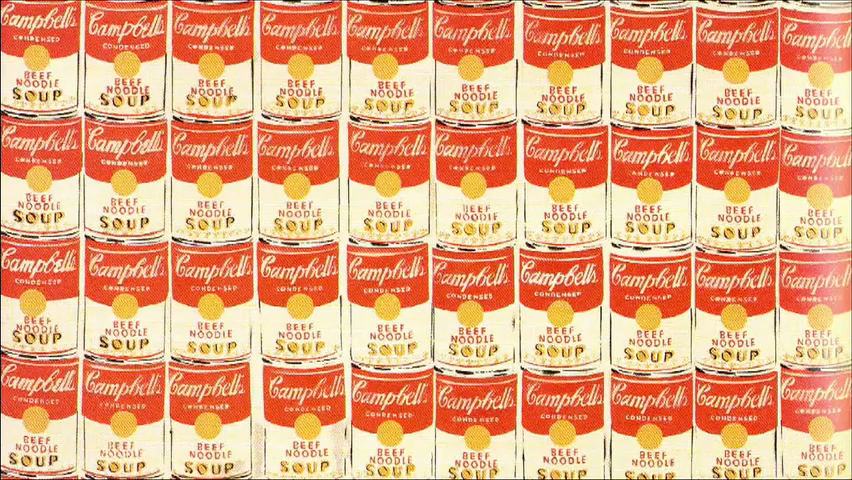 Campbell's Campbell's Campbell's Campbell's Campbell's Campbell's Campbell's Campbell's Campbell's Campbell's
CONDENSED CONDENSED CONDENSED CONDENSED CONDENSED CONDENSED CONDENSED CONDENSED CONDENSED CONDENSED
BEEF BEEF BEEF BEEF BEEF BEEF BEEF BEEF BEEF BEEF
NOODLE NOODLE NOODLE NOODLE NOODLE NOODLE NOODLE NOODLE NOODLE NOODLE
SOUP SOUP SOUP SOUP SOUP SOUP SOUP SOUP SOUP SOUP
Campbell's Campbell's Campbell's Campbell's Campbell's Campbell's Campbell's Campbell's Campbell's Campbell's
CONDENSED CONDENSED CONDENSED CONDENSED CONDENSED CONDENSED CONDENSED CONDENSED CONDENSED CONDENSED
BEEF BEEF BEEF BEEF BEEF BEEF BEEF BEEF BEEF BEEF
NOODLE NOODLE NOODLE NOODLE NOODLE NOODLE NOODLE NOODLE NOODLE NOODLE
SOUP SOUP SOUP SOUP SOUP SOUP SOUP SOUP SOUP SOUP
Campbell's Campbell's Campbell's Campbell's Campbell's Campbell's Campbell's Campbell's Campbell's Campbell's
CONDENSED CONDENSED CONDENSED CONDENSED CONDENSED CONDENSED CONDENSED CONDENSED CONDENSED CONDENSED
BEEF BEEF BEEF BEEF BEEF BEEF BEEF BEEF BEEF BEEF
NOODLE NOODLE NOODLE NOODLE NOODLE NOODLE NOODLE NOODLE NOODLE NOODLE
SOUP SOUP SOUP SOUP SOUP SOUP SOUP SOUP SOUP SOUP
Campbell's Campbell's Campbell's Campbell's Campbell's Campbell's Campbell's Campbell's Campbell's Campbell's
CONDENSED CONDENSED CONDENSED CONDENSED CONDENSED CONDENSED CONDENSED CONDENSED CONDENSED CONDENSED
BEEF BEEF BEEF BEEF BEEF BEEF BEEF BEEF BEEF BEEF
NOODLE NOODLE NOODLE NOODLE NOODLE NOODLE NOODLE NOODLE NOODLE NOODLE
SOUP SOUP SOUP SOUP SOUP SOUP SOUP SOUP SOUP SOUP